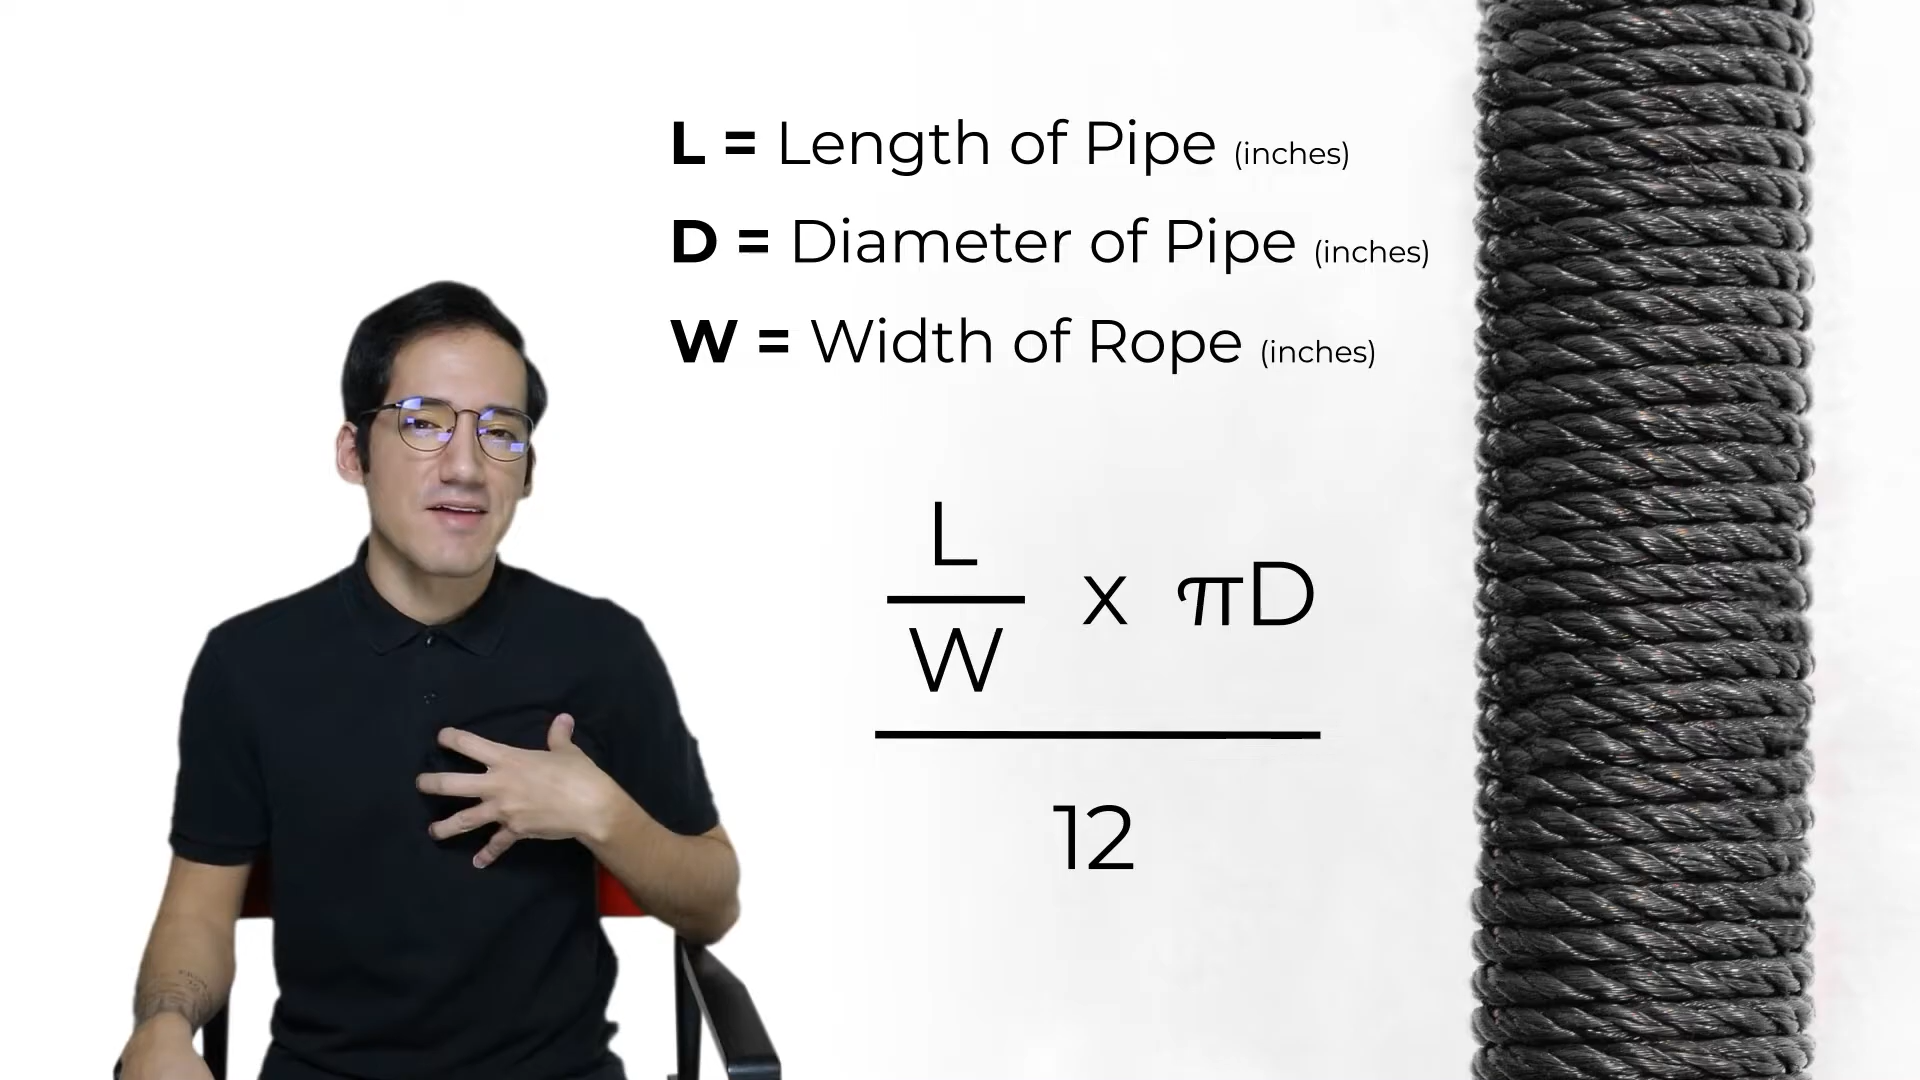 L = Length of Pipe (inches)
D = Diameter of Pipe (inches)
W = Width of Rope (inches)
L
W
x πD
12